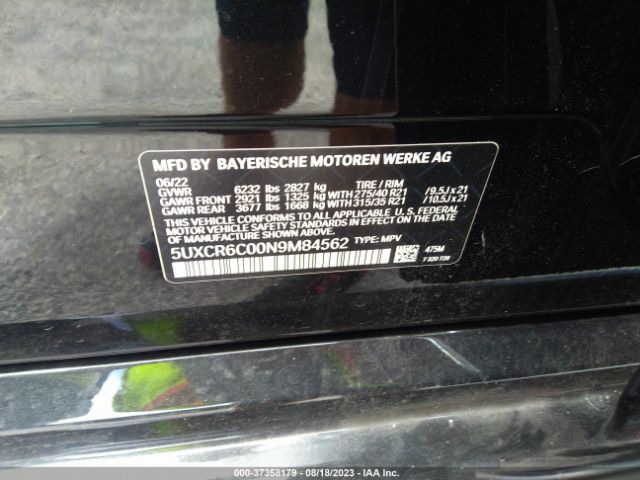 MFD BY BAYERISCHE MOTOREN WERKE AG
06/22
GVWR 6232 lbs 2827 kg TIRE / RIM
GAWR FRONT 2921 lbs 1325 kg WITH 275/40 R21 /9.5J x 21
GAWR REAR 3677 lbs 1668 kg WITH 315/35 R21 /10.5J x 21
THIS VEHICLE CONFORMS TO ALL APPLICABLE U.S. FEDERAL
MOTOR VEHICLE SAFETY STANDARDS IN EFFECT
ON THE DATE OF MANUFACTURE SHOWN ABOVE.
5UXCR6C00N9M84562 TYPE: MPV
475M
7 320 728
000-37358179 - 08/18/2023 - IAA Inc.